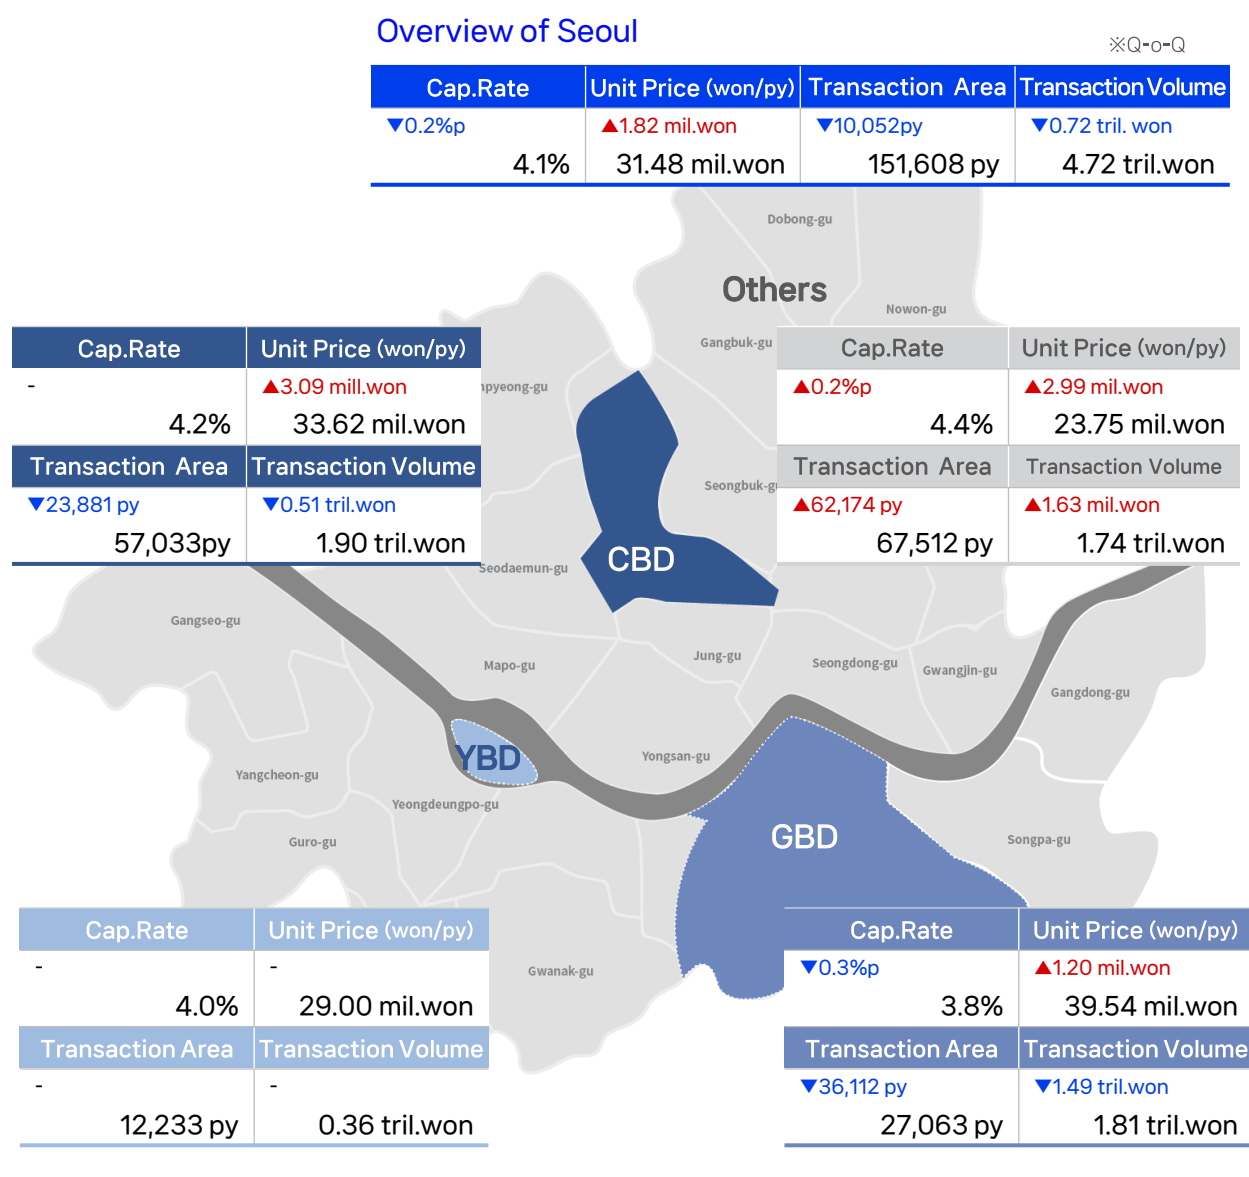 Overview of Seoul
※Q-o-Q
Cap.Rate Unit Price (won/py) Transaction Area Transaction Volume
▼0.2%p ▲1.82 mil.won ▼10,052py ▼0.72 tril. won
4.1% 31.48 mil.won 151,608 py 4.72 tril.won
Dobong-gu
Others
Nowon-gu
Gangbuk-gu
Cap.Rate Unit Price (won/py)
- ▲3.09 mill.won
4.2% 33.62 mil.won
Transaction Area Transaction Volume
▼23,881 py ▼0.51 tril.won
57,033py 1.90 tril.won
npyeong-gu
Cap.Rate Unit Price (won/py)
▲0.2%p ▲2.99 mil.won
4.4% 23.75 mil.won
Transaction Area Transaction Volume
▲62,174 py ▲1.63 mil.won
67,512 py 1.74 tril.won
Seongbuk-gu
CBD
Seodaemun-gu
Gangseo-gu
Mapo-gu
Jung-gu
Seongdong-gu
Gwangjin-gu
Gangdong-gu
YBD
Yongsan-gu
Yangcheon-gu
Yeongdeungpo-gu
Guro-gu
GBD
Songpa-gu
Cap.Rate Unit Price (won/py)
- -
4.0% 29.00 mil.won
Transaction Area Transaction Volume
- -
12,233 py 0.36 tril.won
Gwanak-gu
Cap.Rate Unit Price (won/py)
▼0.3%p ▲1.20 mil.won
3.8% 39.54 mil.won
Transaction Area Transaction Volume
▼36,112 py ▼1.49 tril.won
27,063 py 1.81 tril.won